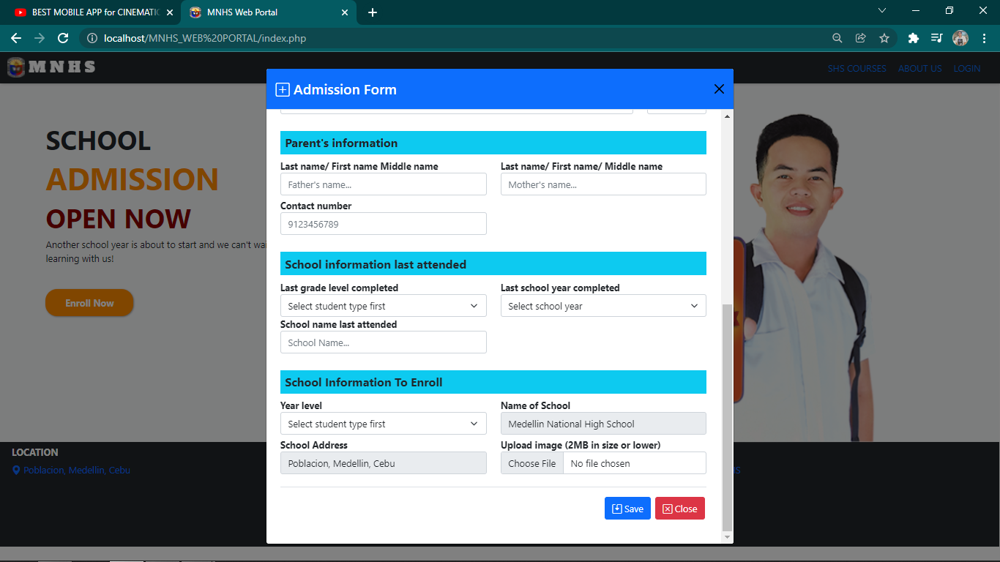 BEST MOBILE APP for CINEMATIC
MNHS Web Portal
localhost/MNHS_WEB%20PORTAL/index.php
MNHS
SHS COURSES ABOUT US LOGIN
Admission Form
SCHOOL
ADMISSION
OPEN NOW
Another school year is about to start and we can't wai
learning with us!
Enroll Now
Parent's information
Last name/ First name Middle name
Last name/ First name/ Middle name
Father's name...
Mother's name...
Contact number
9123456789
School information last attended
Last grade level completed
Last school year completed
Select student type first
Select school year
School name last attended
School Name...
School Information To Enroll
Year level
Name of School
Select student type first
Medellin National High School
School Address
Upload image (2MB in size or lower)
Poblacion, Medellin, Cebu
Choose File No file chosen
Save
Close
LOCATION
Poblacion, Medellin, Cebu